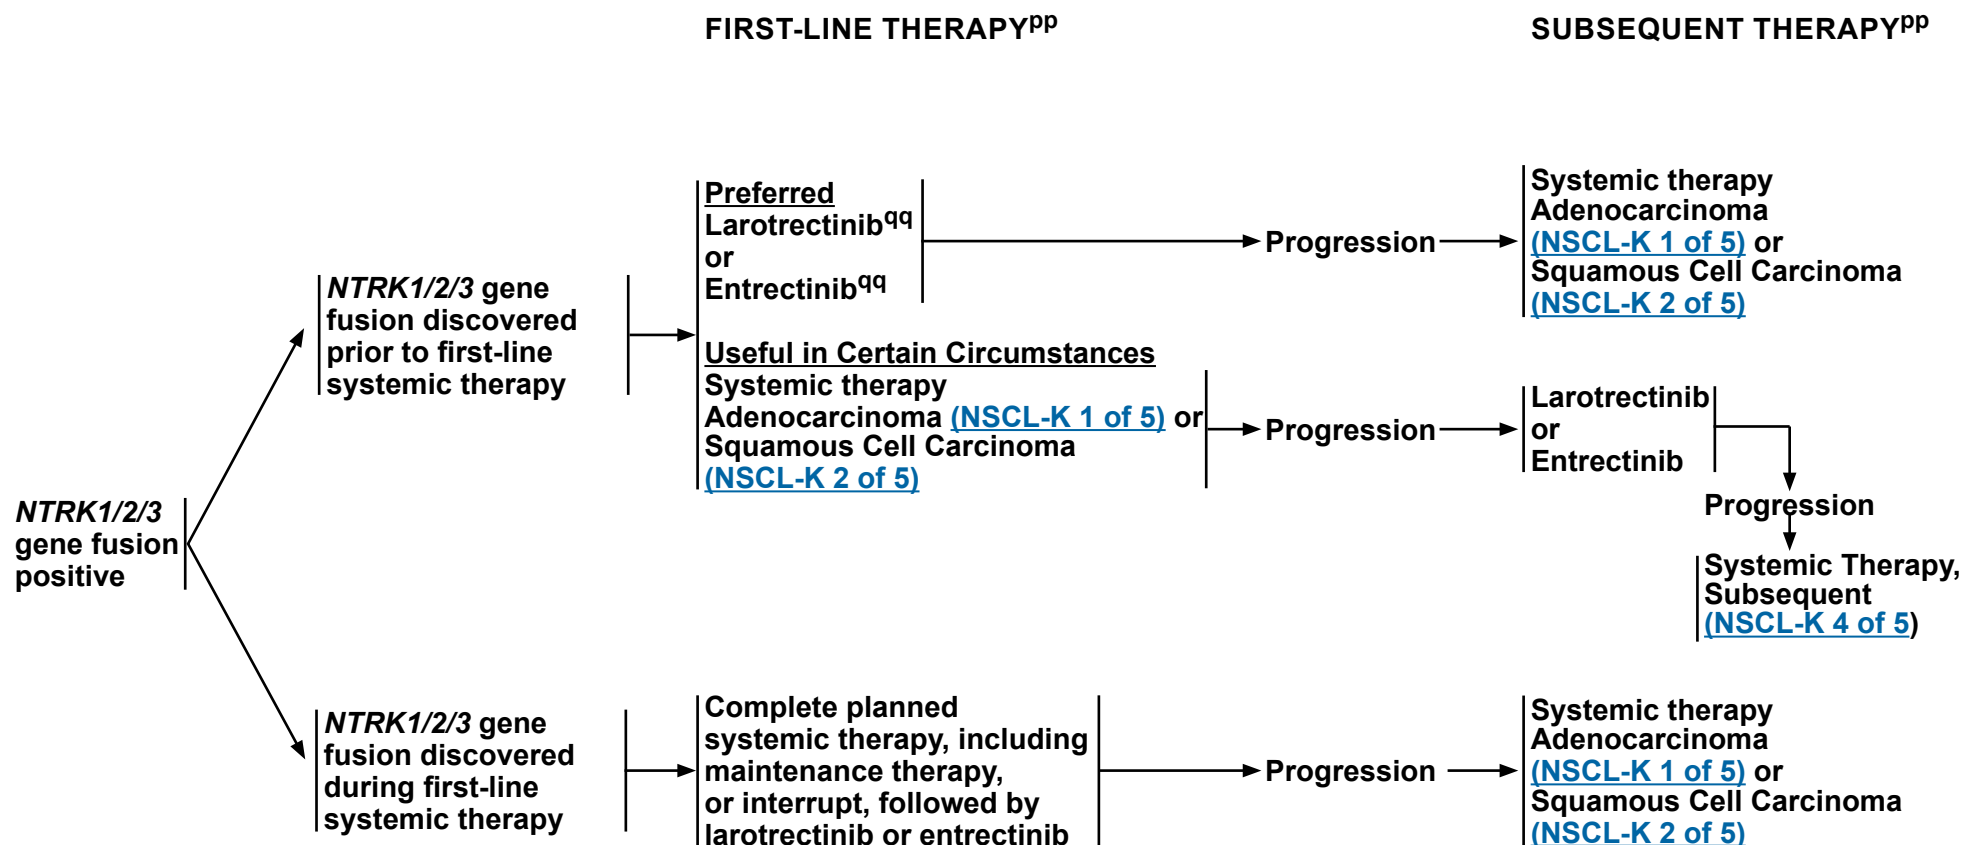 FIRST-LINE THERAPYpp
SUBSEQUENT THERAPYpp
NTRK1/2/3
gene fusion
positive
NTRK1/2/3 gene
fusion discovered
prior to first-line
systemic therapy
Preferred
Larotrectinibqq
or
Entrectinibqq
Progression
Systemic therapy
Adenocarcinoma
(NSCL-K 1 of 5) or
Squamous Cell Carcinoma
(NSCL-K 2 of 5)
Useful in Certain Circumstances
Systemic therapy
Adenocarcinoma (NSCL-K 1 of 5) or
Squamous Cell Carcinoma
(NSCL-K 2 of 5)
Progression
Larotrectinib
or
Entrectinib
Progression
Systemic Therapy,
Subsequent
(NSCL-K 4 of 5)
NTRK1/2/3 gene
fusion discovered
during first-line
systemic therapy
Complete planned
systemic therapy, including
maintenance therapy,
or interrupt, followed by
larotrectinib or entrectinib
Progression
Systemic therapy
Adenocarcinoma
(NSCL-K 1 of 5) or
Squamous Cell Carcinoma
(NSCL-K 2 of 5)